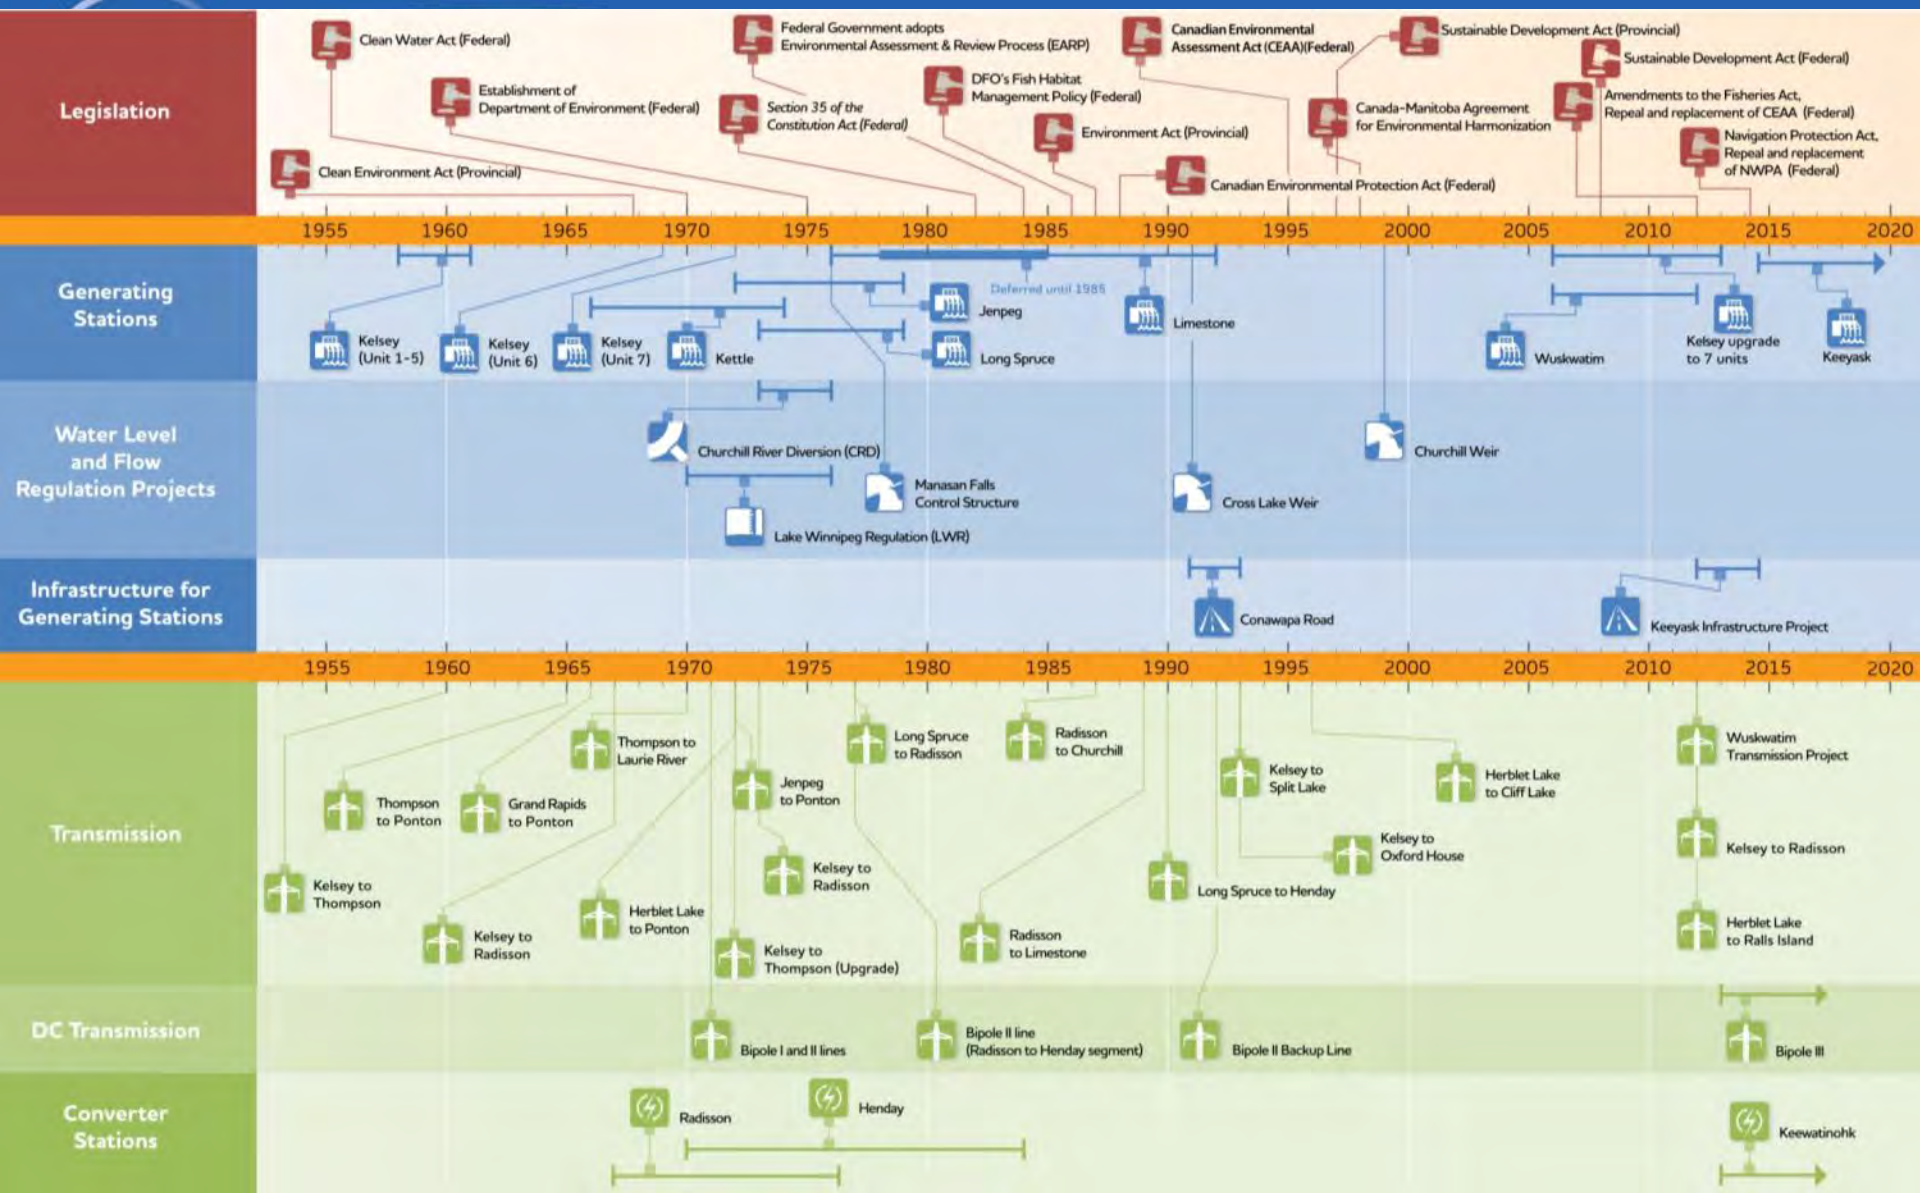 Legislation
Clean Water Act (Federal)
Establishment of
Department of Environment (Federal)
Clean Environment Act (Provincial)
Federal Government adopts
Environmental Assessment & Review Process (EARP)
Section 35 of the
Constitution Act (Federal)
DFO's Fish Habitat
Management Policy (Federal)
Environment Act (Provincial)
Canadian Environmental
Assessment Act (CEAA)(Federal)
Canadian Environmental Protection Act (Federal)
Sustainable Development Act (Provincial)
Canada-Manitoba Agreement
for Environmental Harmonization
Sustainable Development Act (Federal)
Amendments to the Fisheries Act,
Repeal and replacement of CEAA (Federal)
Navigation Protection Act,
Repeal and replacement
of NWPA (Federal)
1955 1960 1965 1970 1975 1980 1985 1990 1995 2000 2005 2010 2015 2020
Generating
Stations
Kelsey
(Unit 1-5)
Kelsey
(Unit 6)
Kelsey
(Unit 7)
Kettle
Jenpeg
Long Spruce
Deferred until 1985
Limestone
Wuskwatim
Kelsey upgrade
to 7 units
Keeyask
Water Level
and Flow
Regulation Projects
Churchill River Diversion (CRD)
Lake Winnipeg Regulation (LWR)
Manasan Falls
Control Structure
Cross Lake Weir
Churchill Weir
Infrastructure for
Generating Stations
Conawapa Road
Keeyask Infrastructure Project
1955 1960 1965 1970 1975 1980 1985 1990 1995 2000 2005 2010 2015 2020
Transmission
Kelsey to
Thompson
Thompson
to Ponton
Grand Rapids
to Ponton
Kelsey to
Radisson
Thompson to
Laurie River
Herblet Lake
to Ponton
Jenpeg
to Ponton
Kelsey to
Radisson
Kelsey to
Thompson (Upgrade)
Long Spruce
to Radisson
Radisson
to Churchill
Radisson
to Limestone
Long Spruce to Henday
Kelsey to
Split Lake
Kelsey to
Oxford House
Herblet Lake
to Cliff Lake
Wuskwatim
Transmission Project
Kelsey to Radisson
Herblet Lake
to Ralls Island
DC Transmission
Bipole I and II lines
Bipole II line
(Radisson to Henday segment)
Bipole II Backup Line
Bipole III
Converter
Stations
Radisson
Henday
Keewatinohk